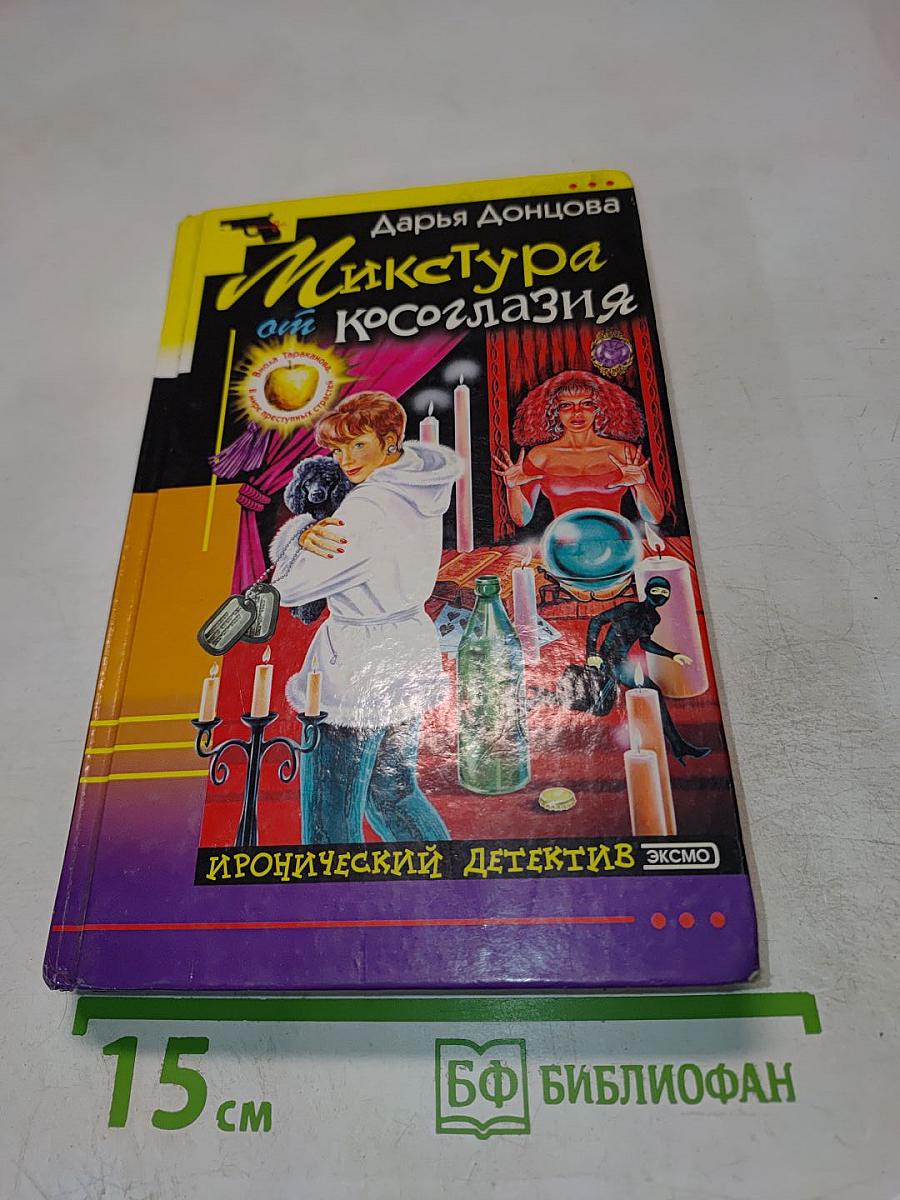 Дарья Донцова
Микстура
от косоглазия
Виола Тараканова.
В мире преступных страстей
ИРОНИЧЕСКИЙ ДЕТЕКТИВ
ЭКСМО
15 см
БФ БИБЛИОФАН